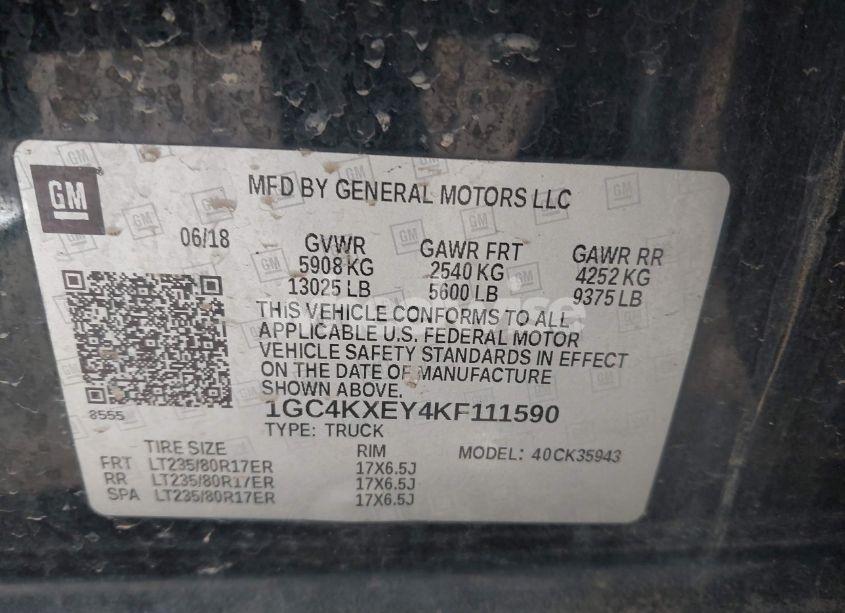 GM
MFD BY GENERAL MOTORS LLC
06/18
GVWR GAWR FRT GAWR RR
5908 KG 2540 KG 4252 KG
13025 LB 5600 LB 9375 LB
THIS VEHICLE CONFORMS TO ALL
APPLICABLE U.S. FEDERAL MOTOR
VEHICLE SAFETY STANDARDS IN EFFECT
ON THE DATE OF MANUFACTURE
SHOWN ABOVE.
8555
1GC4KXEY4KF111590
TYPE: TRUCK
TIRE SIZE RIM MODEL: 40CK35943
FRT LT235/80R17ER 17X6.5J
RR LT235/80R17ER 17X6.5J
SPA LT235/80R17ER 17X6.5J